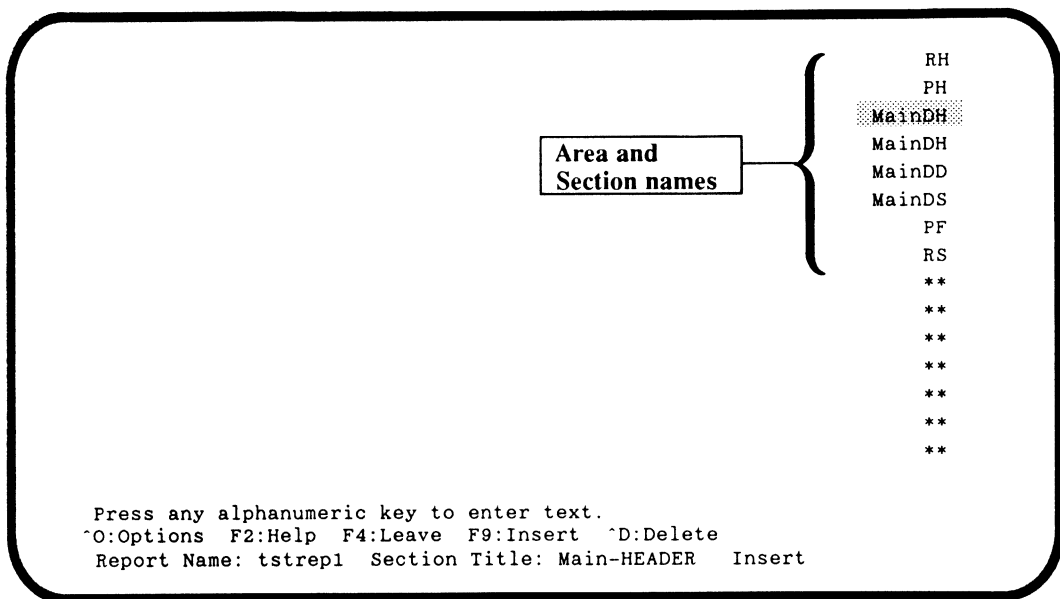 RH
PH
MainDH
Area and
Section names
MainDH
MainDD
MainDS
PF
RS
**
**
**
**
**
**
**
Press any alphanumeric key to enter text.
^O:Options F2:Help F4:Leave F9:Insert ^D:Delete
Report Name: tstrep1 Section Title: Main-HEADER Insert